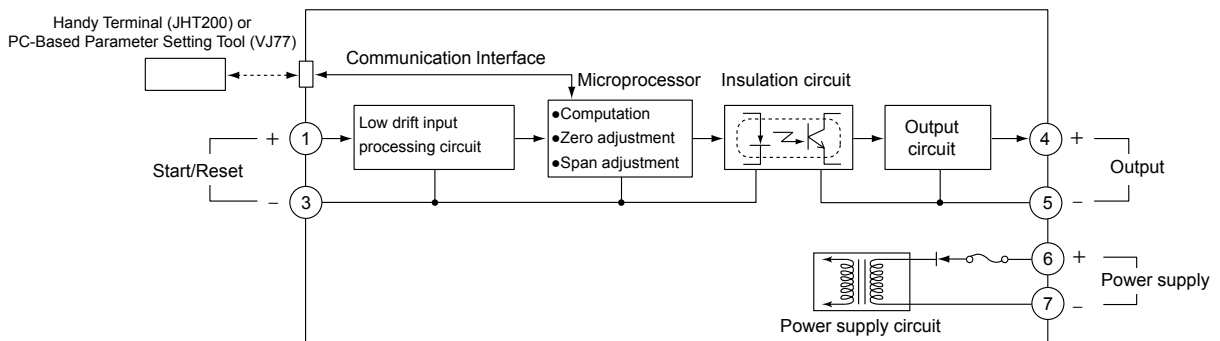 Handy Terminal (JHT200) or
PC-Based Parameter Setting Tool (VJ77)
Communication Interface
Microprocessor
Insulation circuit
Low drift input
processing circuit
●Computation
●Zero adjustment
●Span adjustment
Output
circuit
+
1
Start/Reset
−
3
4
+
Output
5
−
6
+
Power supply
7
−
Power supply circuit